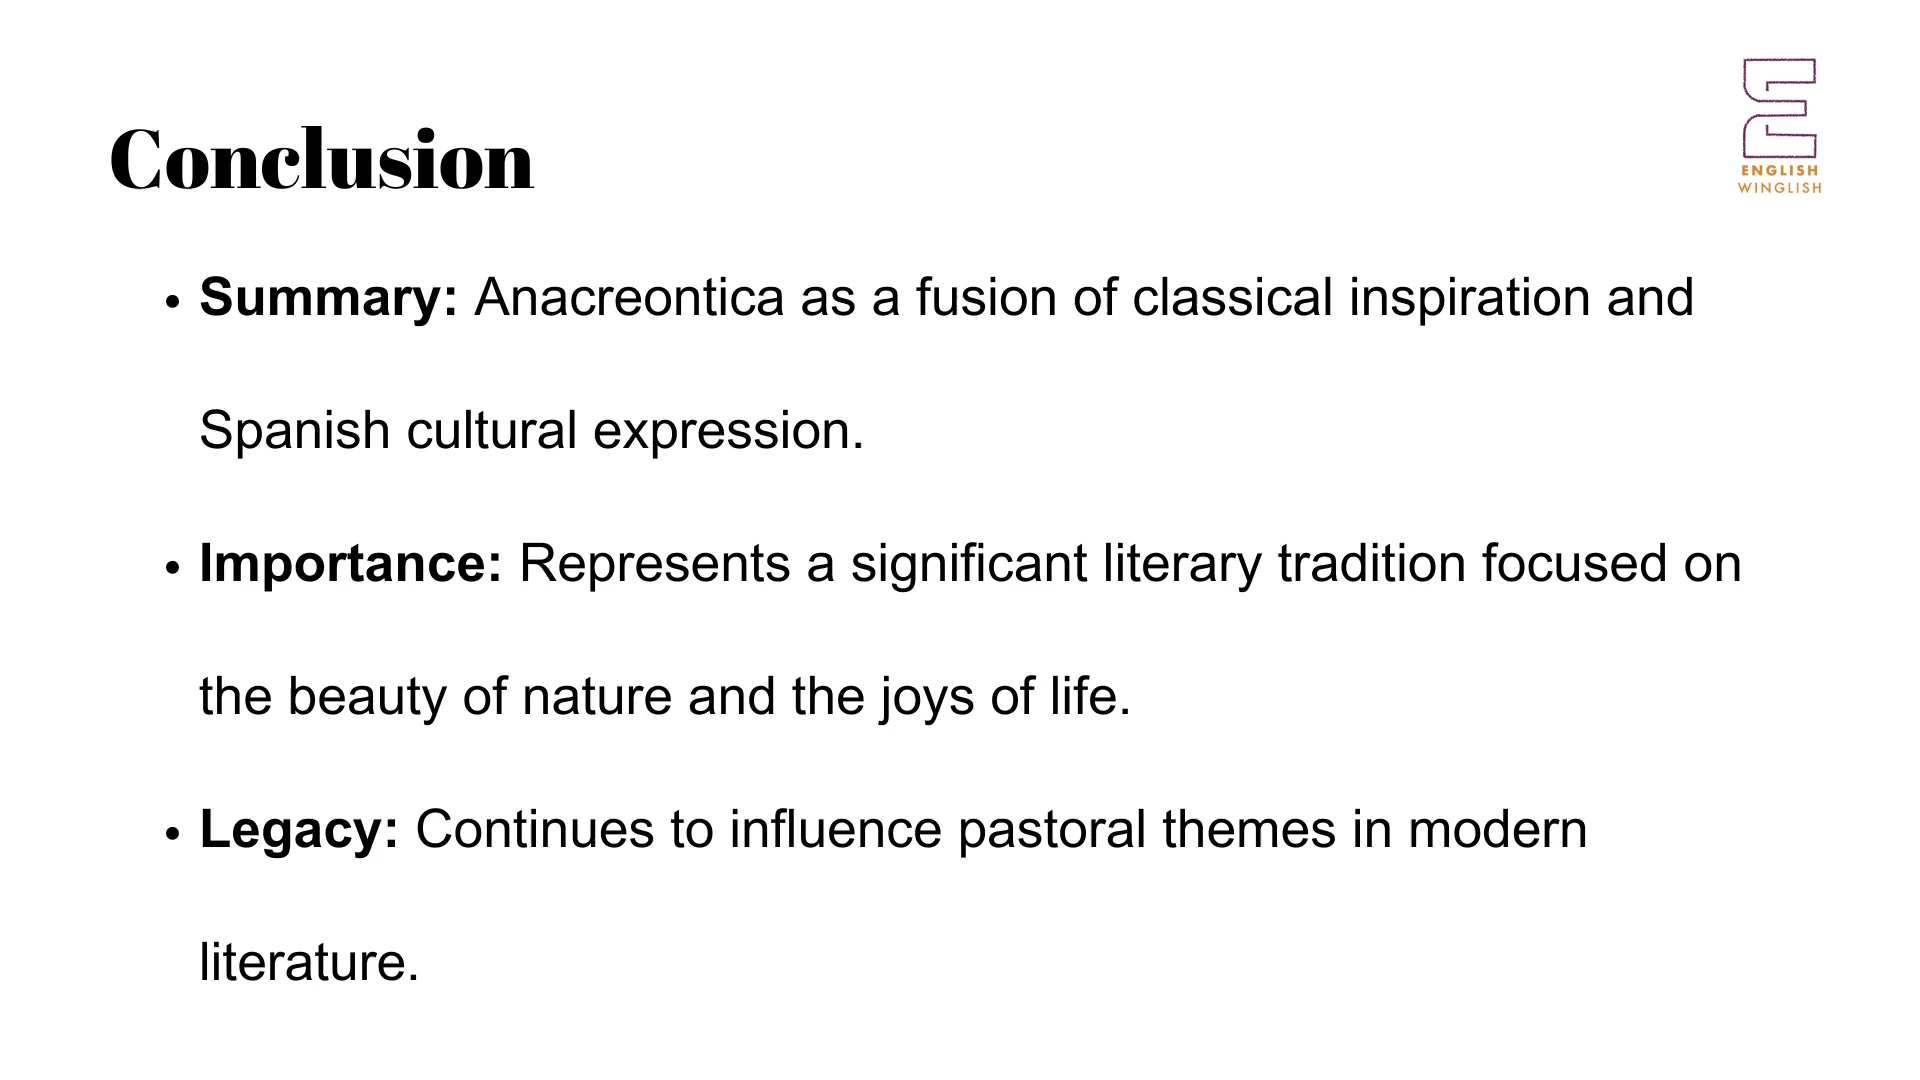 Conclusion
ENGLISH
WINGLISH
• Summary: Anacreontica as a fusion of classical inspiration and
Spanish cultural expression.
• Importance: Represents a significant literary tradition focused on
the beauty of nature and the joys of life.
• Legacy: Continues to influence pastoral themes in modern
literature.